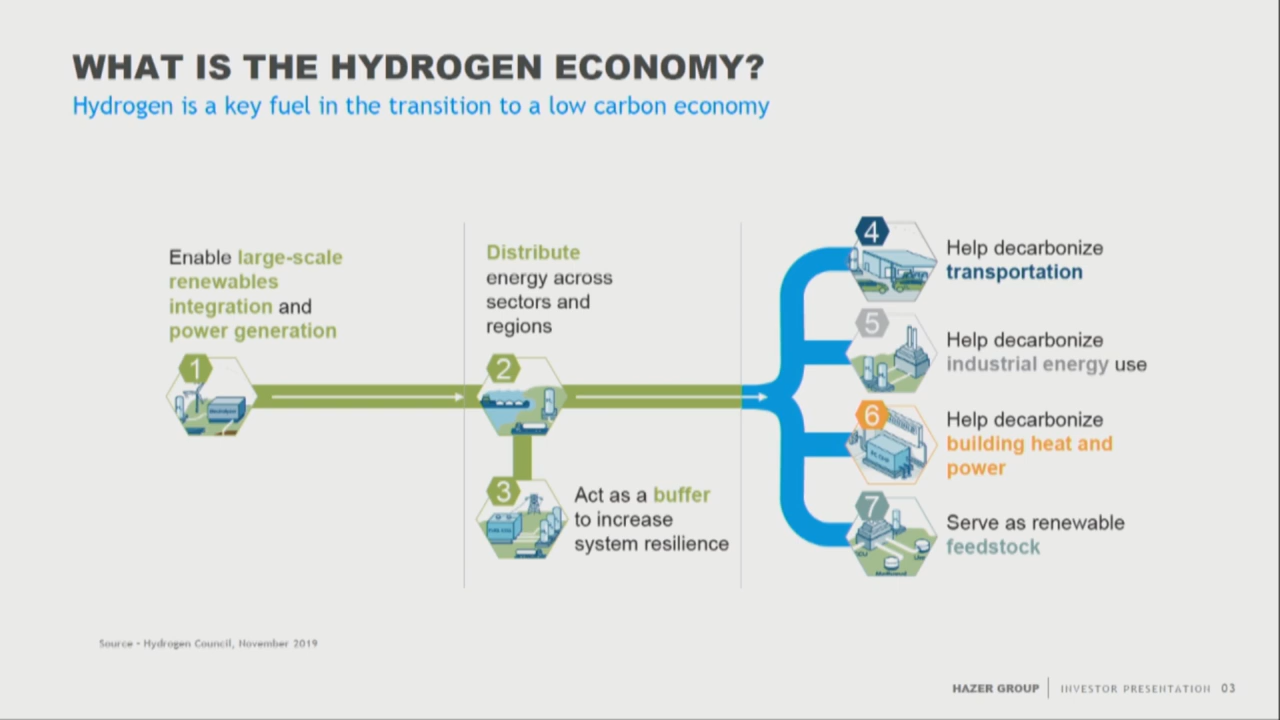 WHAT IS THE HYDROGEN ECONOMY?
Hydrogen is a key fuel in the transition to a low carbon economy
Enable large-scale
renewables
integration and
power generation
1
Distribute
energy across
sectors and
regions
2
3
Act as a buffer
to increase
system resilience
4
Help decarbonize
transportation
5
Help decarbonize
industrial energy use
6
Help decarbonize
building heat and
power
7
Serve as renewable
feedstock
Source - Hydrogen Council, November 2019
HAZER GROUP
INVESTOR PRESENTATION 03